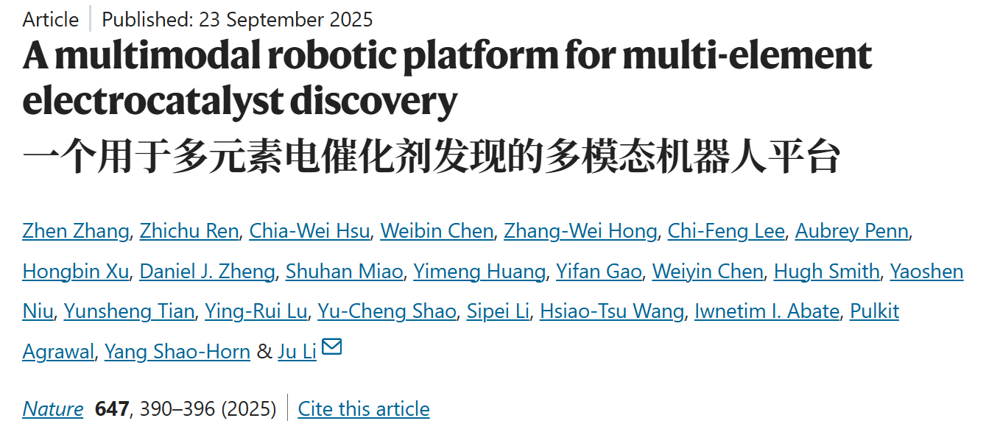 Article | Published: 23 September 2025
A multimodal robotic platform for multi-element
electrocatalyst discovery
一个用于多元素电催化剂发现的多模态机器人平台
Zhen Zhang, Zhichu Ren, Chia-Wei Hsu, Weibin Chen, Zhang-Wei Hong, Chi-Feng Lee, Aubrey Penn,
Hongbin Xu, Daniel J. Zheng, Shuhan Miao, Yimeng Huang, Yifan Gao, Weiyin Chen, Hugh Smith, Yaoshen
Niu, Yunsheng Tian, Ying-Rui Lu, Yu-Cheng Shao, Sipei Li, Hsiao-Tsu Wang, Iwnetim I. Abate, Pulkit
Agrawal, Yang Shao-Horn & Ju Li
Nature 647, 390–396 (2025) | Cite this article